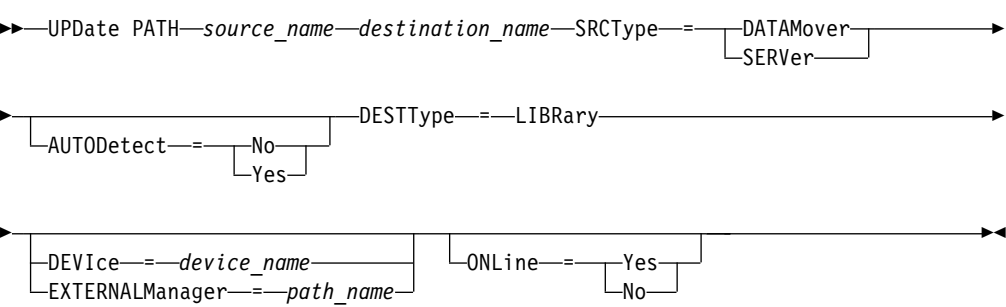 UPDate PATH source_name destination_name SRCType = DATAMover
SERVer
AUTODetect = No DESTType = LIBRary
Yes
DEVIce = device_name ONLine = Yes
EXTERNALManager = path_name No